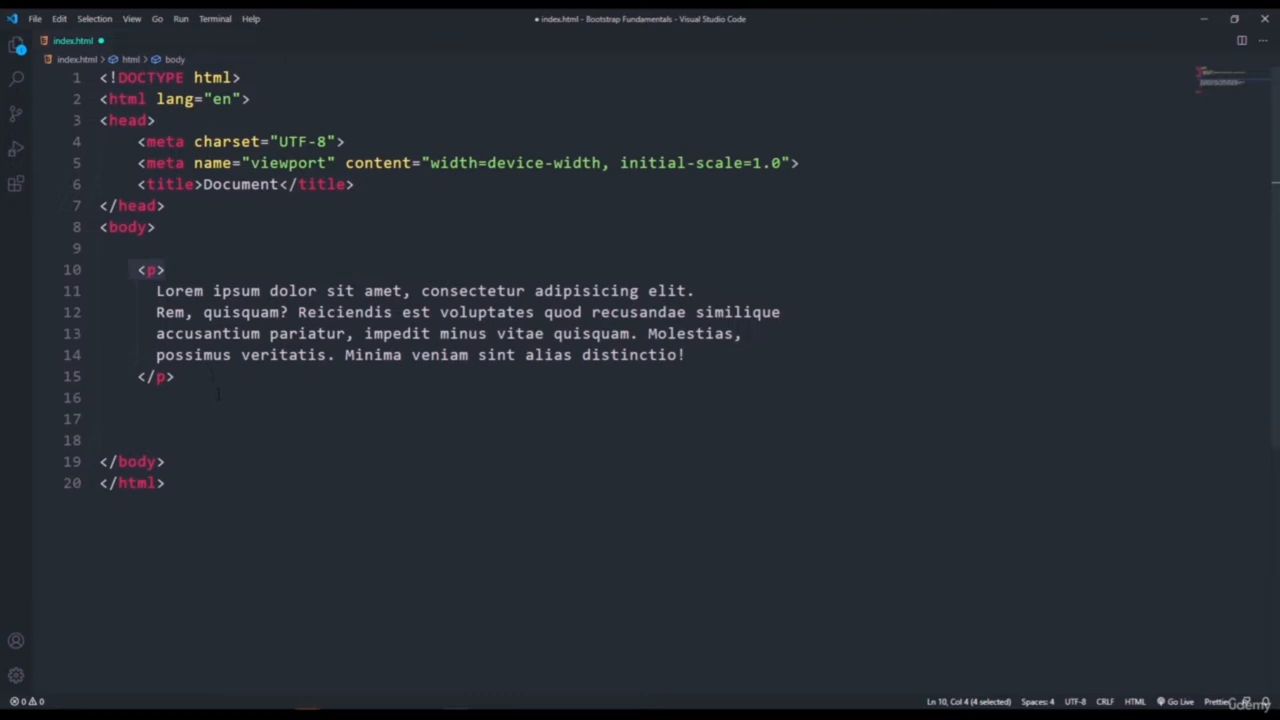 File Edit Selection View Go Run Terminal Help
● index.html - Bootstrap Fundamentals - Visual Studio Code
index.html ●
index.html > html > body
1 <!DOCTYPE html>
2 <html lang="en">
3 <head>
4 <meta charset="UTF-8">
5 <meta name="viewport" content="width=device-width, initial-scale=1.0">
6 <title>Document</title>
7 </head>
8 <body>
9
10 <p>
11 Lorem ipsum dolor sit amet, consectetur adipisicing elit.
12 Rem, quisquam? Reiciendis est voluptates quod recusandae similique
13 accusantium pariatur, impedit minus vitae quisquam. Molestias,
14 possimus veritatis. Minima veniam sint alias distinctio!
15 </p>
16
17
18
19 </body>
20 </html>
0 0 Ln 10, Col 4 (4 selected) Spaces: 4 UTF-8 CRLF HTML Go Live Prettier
Udemy